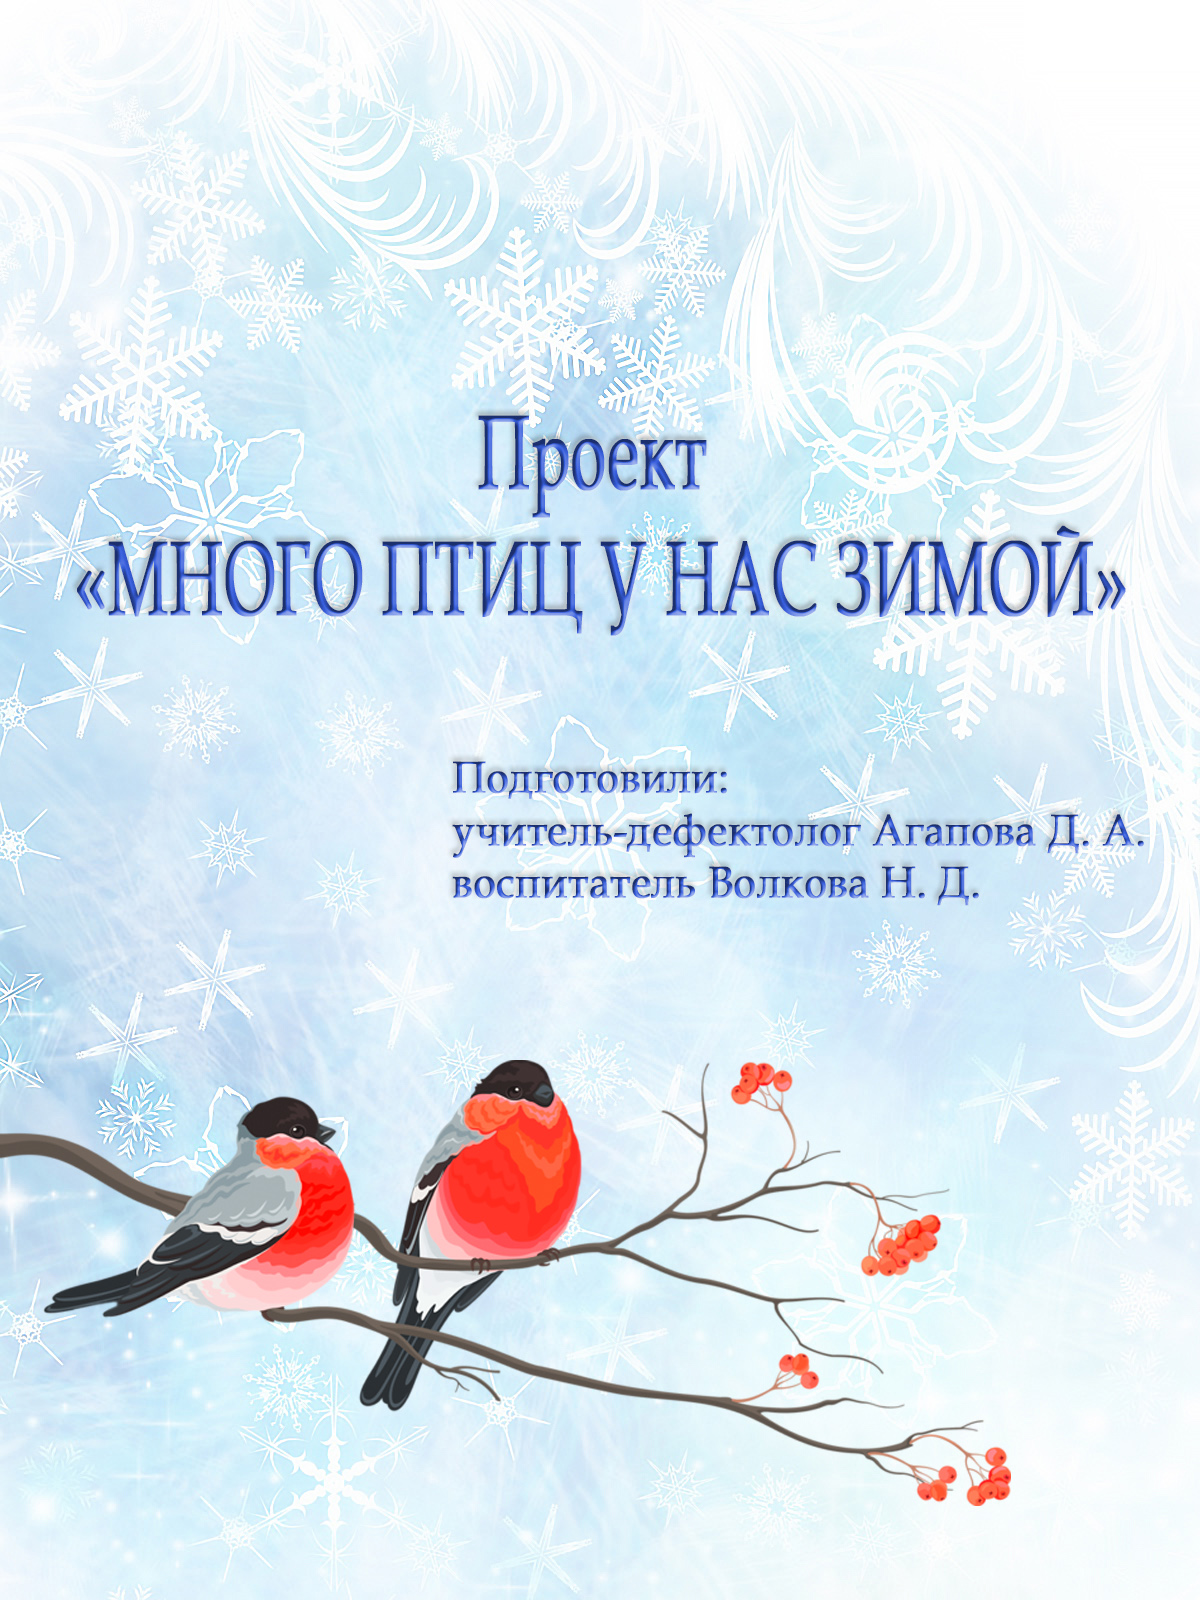 Проект
«МНОГО ПТИЦ У НАС ЗИМОЙ»
Подготовили:
учитель-дефектолог Агапова Д. А.
воспитатель Волкова Н. Д.